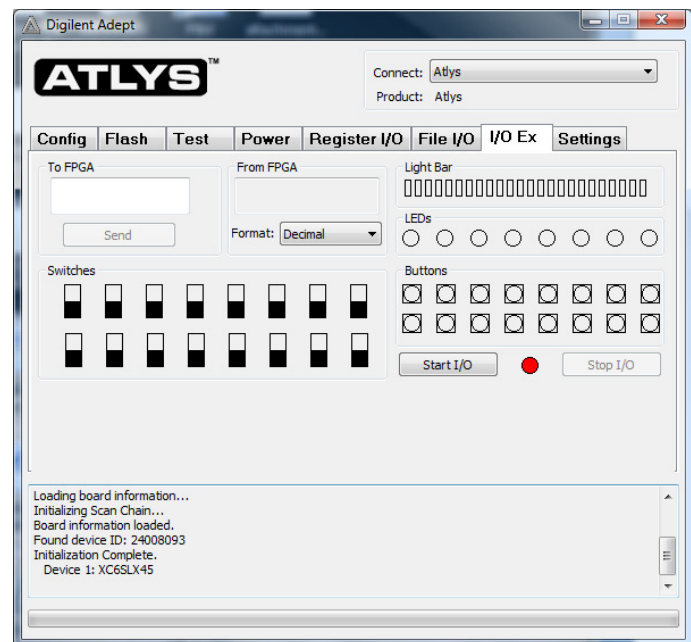 Digilent Adept
ATLYS™
Connect: Atlys
Product: Atlys
Config Flash Test Power Register I/O File I/O I/O Ex Settings
To FPGA
From FPGA
Light Bar
Send
Format: Decimal
LEDs
Switches
Buttons
Start I/O
Stop I/O
Loading board information...
Initializing Scan Chain...
Board information loaded.
Found device ID: 24008093
Initialization Complete.
Device 1: XC6SLX45